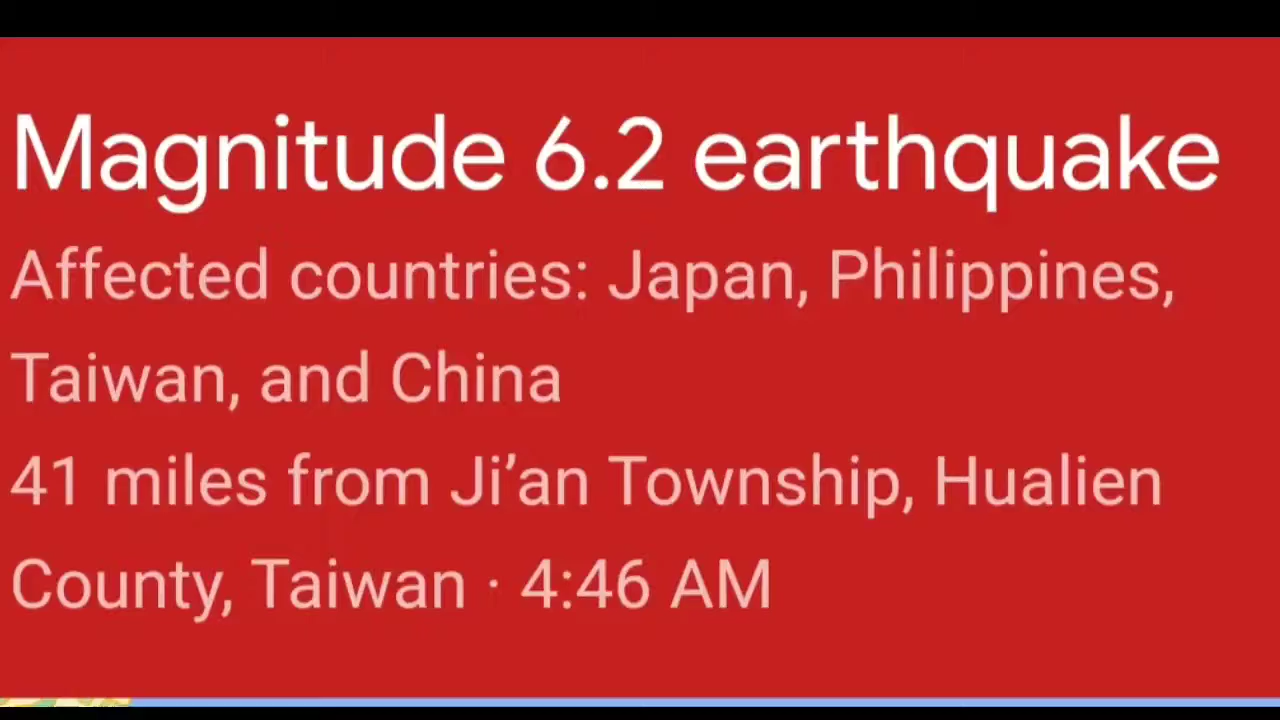 Magnitude 6.2 earthquake
Affected countries: Japan, Philippines,
Taiwan, and China
41 miles from Ji’an Township, Hualien
County, Taiwan · 4:46 AM